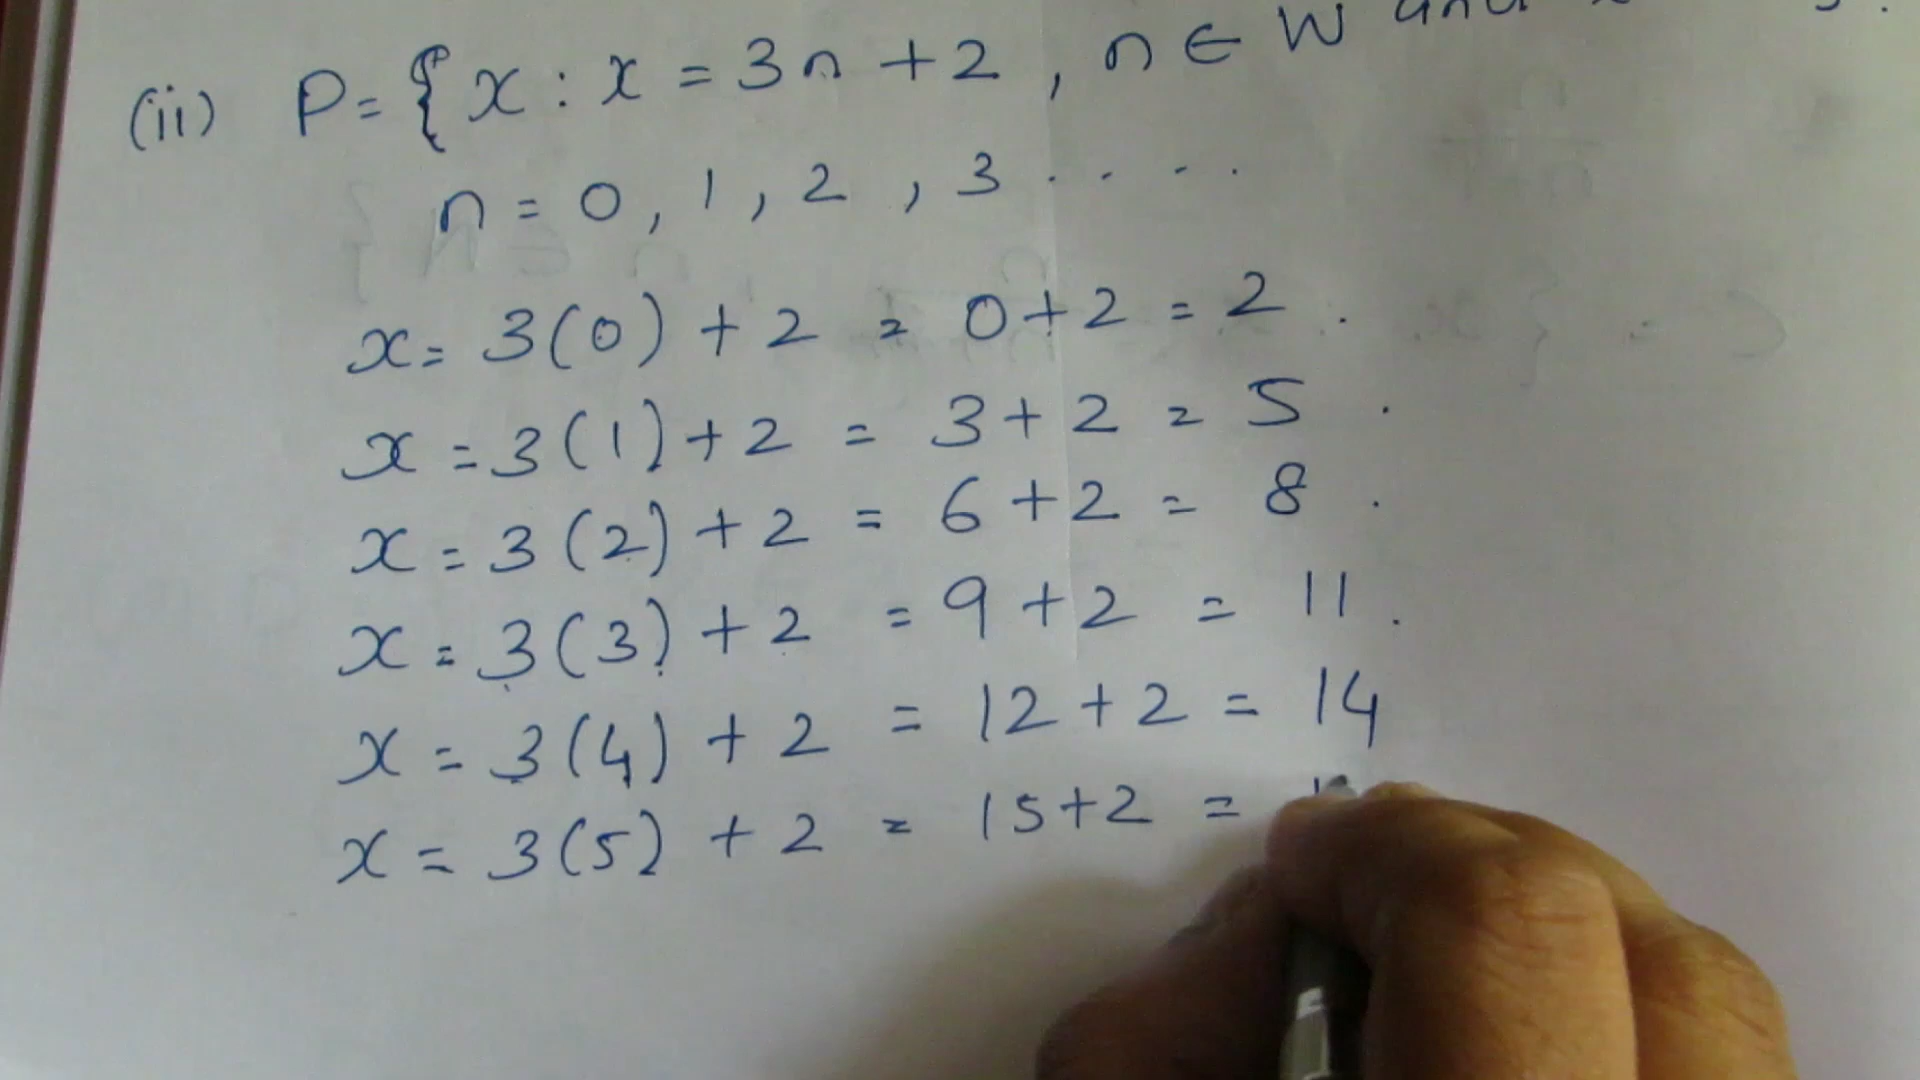 (ii) P = { x : x = 3n + 2 , n ∈ W and
n = 0 , 1 , 2 , 3 . . . .
x = 3(0) + 2 = 0 + 2 = 2 .
x = 3(1) + 2 = 3 + 2 = 5 .
x = 3(2) + 2 = 6 + 2 = 8 .
x = 3(3) + 2 = 9 + 2 = 11 .
x = 3(4) + 2 = 12 + 2 = 14
x = 3(5) + 2 = 15 + 2 =